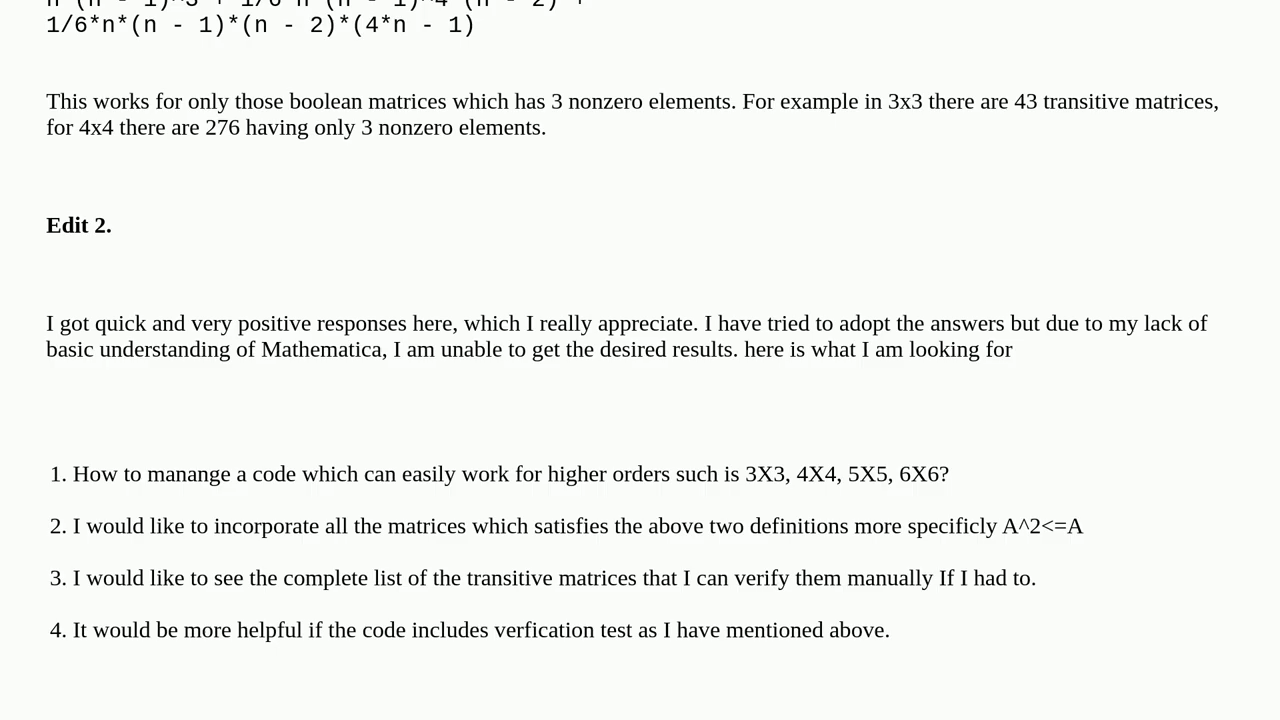 n*(n - 1)^3 + 1/6*n*(n - 1)^4*(n - 2) +
1/6*n*(n - 1)*(n - 2)*(4*n - 1)
This works for only those boolean matrices which has 3 nonzero elements. For example in 3x3 there are 43 transitive matrices,
for 4x4 there are 276 having only 3 nonzero elements.
Edit 2.
I got quick and very positive responses here, which I really appreciate. I have tried to adopt the answers but due to my lack of
basic understanding of Mathematica, I am unable to get the desired results. here is what I am looking for
1. How to manange a code which can easily work for higher orders such is 3X3, 4X4, 5X5, 6X6?
2. I would like to incorporate all the matrices which satisfies the above two definitions more specificly A^2<=A
3. I would like to see the complete list of the transitive matrices that I can verify them manually If I had to.
4. It would be more helpful if the code includes verfication test as I have mentioned above.